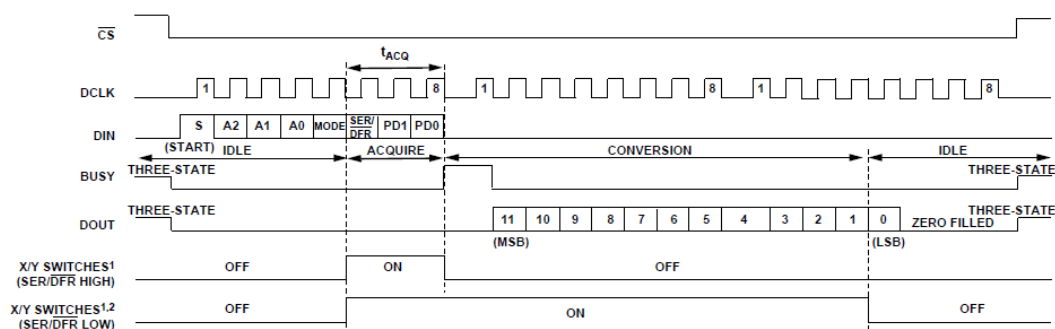 CS
tACQ
DCLK 1 8 1 8 1 8
DIN S A2 A1 A0 MODE SER/DFR PD1 PD0
(START) IDLE ACQUIRE CONVERSION IDLE
BUSY THREE-STATE THREE-STATE
DOUT THREE-STATE 11 10 9 8 7 6 5 4 3 2 1 0 ZERO FILLED THREE-STATE
(MSB) (LSB)
X/Y SWITCHES1 OFF ON OFF
(SER/DFR HIGH)
X/Y SWITCHES1,2 OFF ON OFF
(SER/DFR LOW)